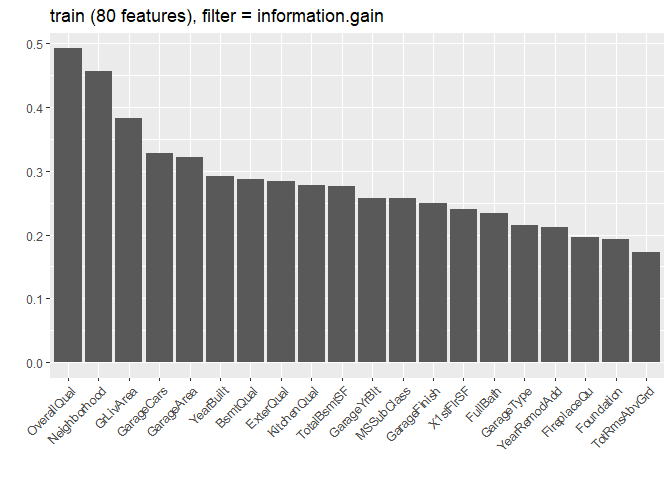 train (80 features), filter = information.gain
0.5
0.4
0.3
0.2
0.1
0.0
OverallQual
Neighborhood
GrLivArea
GarageCars
GarageArea
YearBuilt
BsmtQual
ExterQual
KitchenQual
TotalBsmtSF
GarageYrBlt
MSSubClass
GarageFinish
X1stFlrSF
FullBath
GarageType
YearRemodAdd
FireplaceQu
Foundation
TotRmsAbvGrd